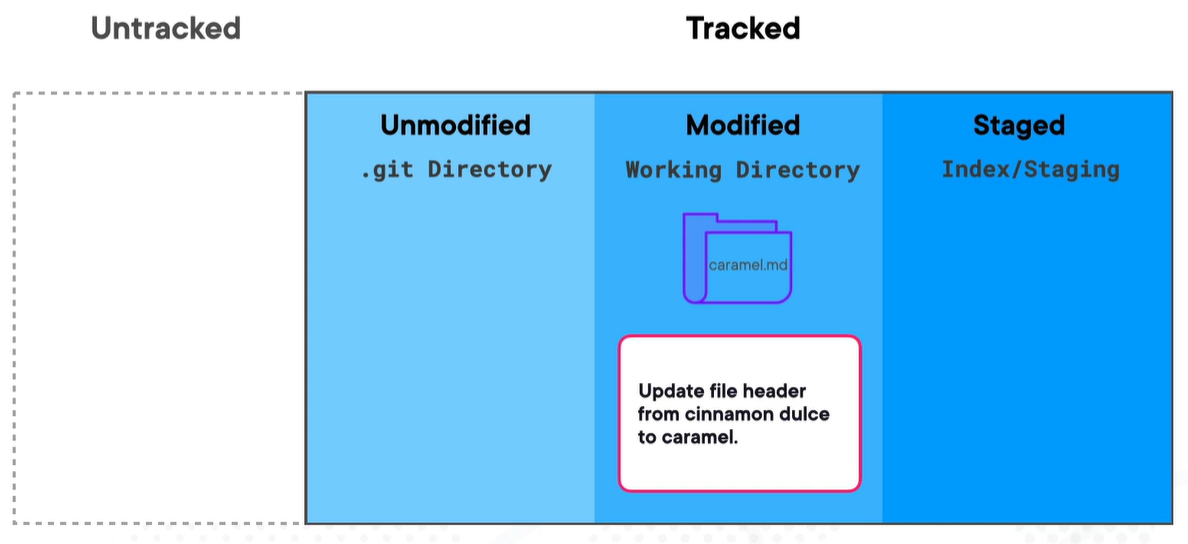 Untracked
Tracked
Unmodified
.git Directory
Modified
Working Directory
caramel.md
Update file header
from cinnamon dulce
to caramel.
Staged
Index/Staging